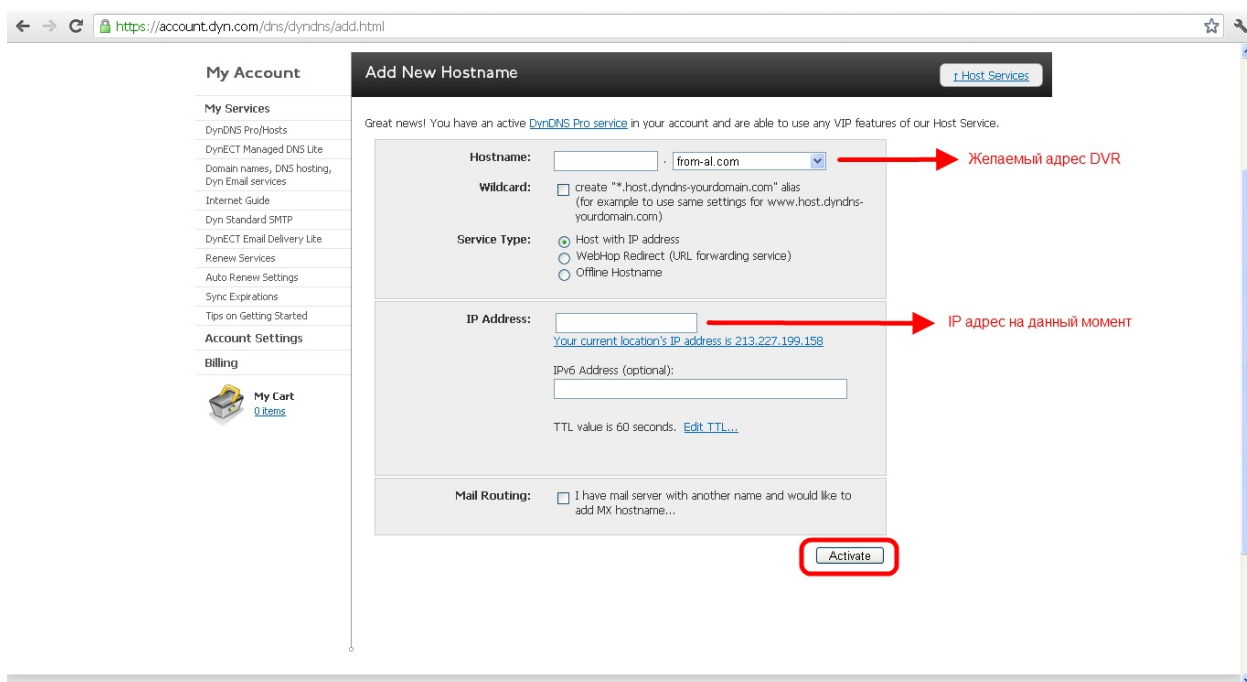 https://account.dyn.com/dns/dyndns/add.html
My Account
My Services
DynDNS Pro/Hosts
DynECT Managed DNS Lite
Domain names, DNS hosting,
Dyn Email services
Internet Guide
Dyn Standard SMTP
DynECT Email Delivery Lite
Renew Services
Auto Renew Settings
Sync Expirations
Tips on Getting Started
Account Settings
Billing
My Cart
0 items
Add New Hostname
↑ Host Services
Great news! You have an active DynDNS Pro service in your account and are able to use any VIP features of our Host Service.
Hostname: . from-al.com
Желаемый адрес DVR
Wildcard: create "*.host.dyndns-yourdomain.com" alias
(for example to use same settings for www.host.dyndns-
yourdomain.com)
Service Type: Host with IP address
WebHop Redirect (URL forwarding service)
Offline Hostname
IP Address:
IP адрес на данный момент
Your current location's IP address is 213.227.199.158
IPv6 Address (optional):
TTL value is 60 seconds. Edit TTL...
Mail Routing: I have mail server with another name and would like to
add MX hostname...
Activate